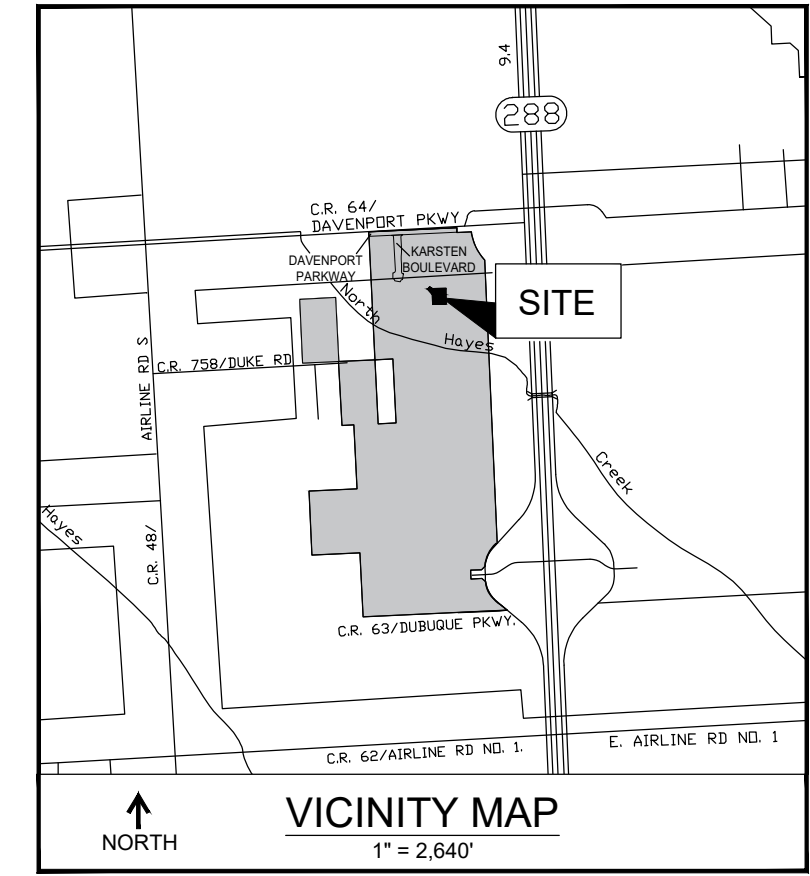 9.4
288
C.R. 64/
DAVENPORT PKWY
DAVENPORT
PARKWAY
KARSTEN
BOULEVARD
SITE
North
Hayes
Creek
C.R. 758/DUKE RD
AIRLINE RD S
C.R. 48/
Hayes
C.R. 63/DUBUQUE PKWY.
C.R. 62/AIRLINE RD NO. 1.
E. AIRLINE RD NO. 1
NORTH
VICINITY MAP
1" = 2,640'